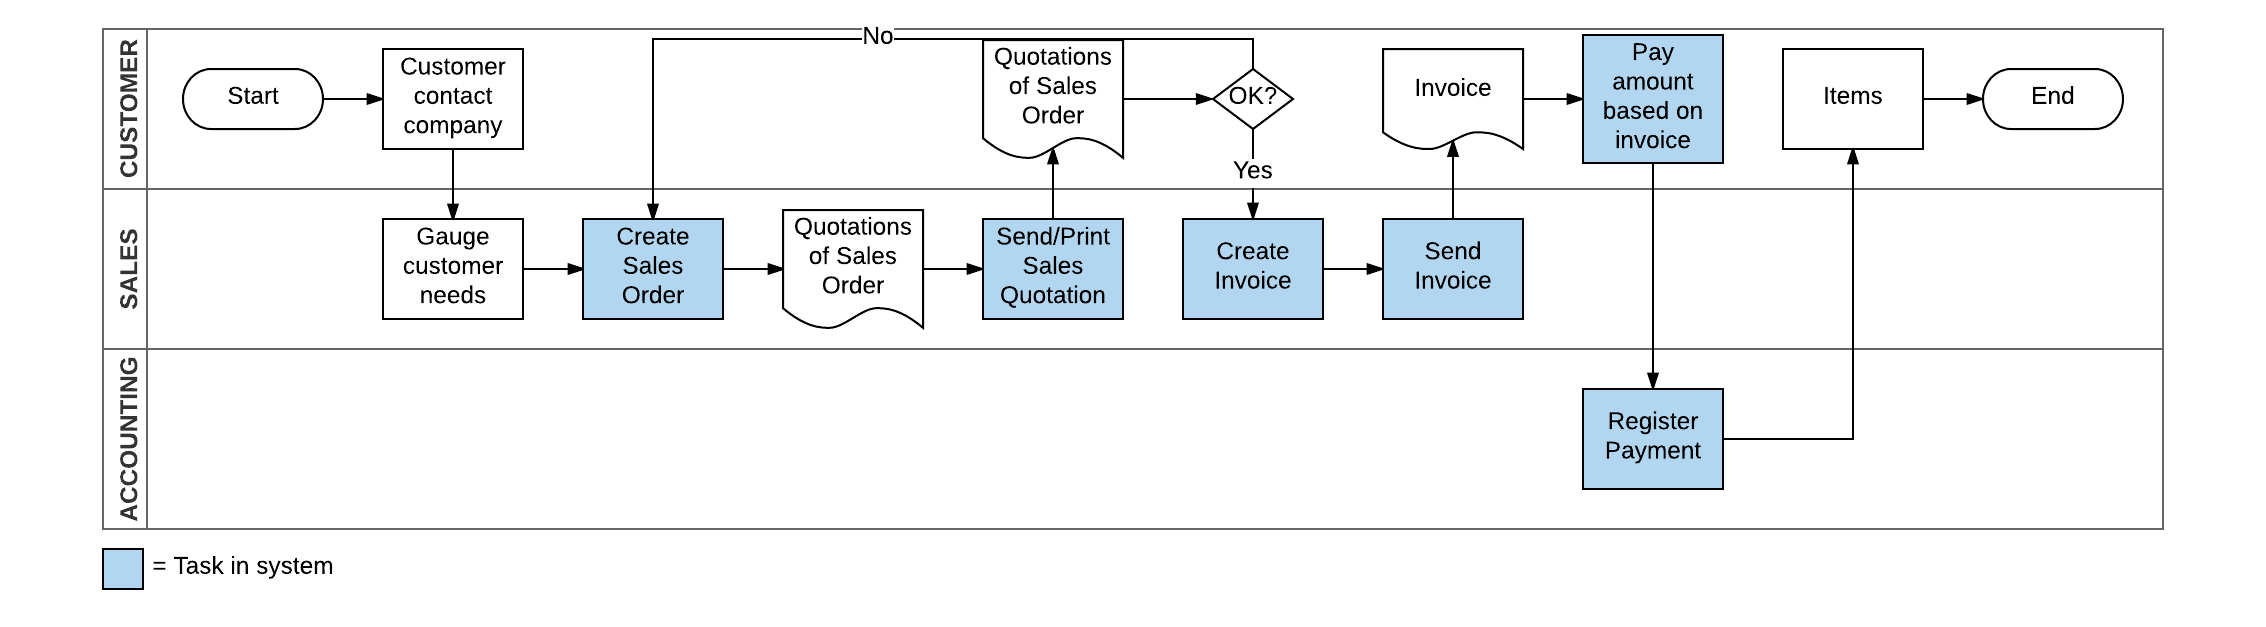 CUSTOMER
Start
Customer
contact
company
No
Quotations
of Sales
Order
OK?
Yes
Invoice
Pay
amount
based on
invoice
Items
End
SALES
Gauge
customer
needs
Create
Sales
Order
Quotations
of Sales
Order
Send/Print
Sales
Quotation
Create
Invoice
Send
Invoice
ACCOUNTING
Register
Payment
= Task in system